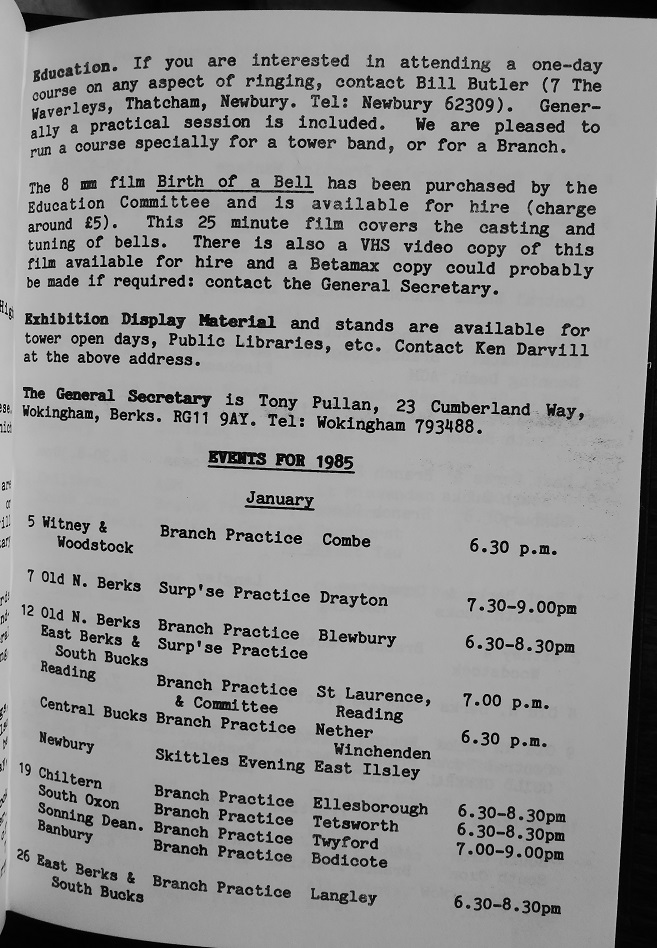 Education. If you are interested in attending a one-day
course on any aspect of ringing, contact Bill Butler (7 The
Waverleys, Thatcham, Newbury. Tel: Newbury 62309). Gener-
ally a practical session is included. We are pleased to
run a course specially for a tower band, or for a Branch.
The 8 mm film Birth of a Bell has been purchased by the
Education Committee and is available for hire (charge
around £5). This 25 minute film covers the casting and
tuning of bells. There is also a VHS video copy of this
film available for hire and a Betamax copy could probably
be made if required: contact the General Secretary.
Exhibition Display Material and stands are available for
tower open days, Public Libraries, etc. Contact Ken Darvill
at the above address.
The General Secretary is Tony Pullan, 23 Cumberland Way,
Wokingham, Berks. RG11 9AY. Tel: Wokingham 793488.
EVENTS FOR 1985
January
5 Witney & Branch Practice Combe 6.30 p.m.
Woodstock
7 Old N. Berks Surp'se Practice Drayton 7.30-9.00pm
12 Old N. Berks Branch Practice Blewbury 6.30-8.30pm
East Berks & Surp'se Practice
South Bucks
Reading Branch Practice St Laurence, 7.00 p.m.
& Committee Reading
Central Bucks Branch Practice Nether 6.30 p.m.
Winchenden
Newbury Skittles Evening East Ilsley
19 Chiltern Branch Practice Ellesborough 6.30-8.30pm
South Oxon Branch Practice Tetsworth 6.30-8.30pm
Sonning Dean. Branch Practice Twyford 7.00-9.00pm
Banbury Branch Practice Bodicote
26 East Berks & Branch Practice Langley 6.30-8.30pm
South Bucks